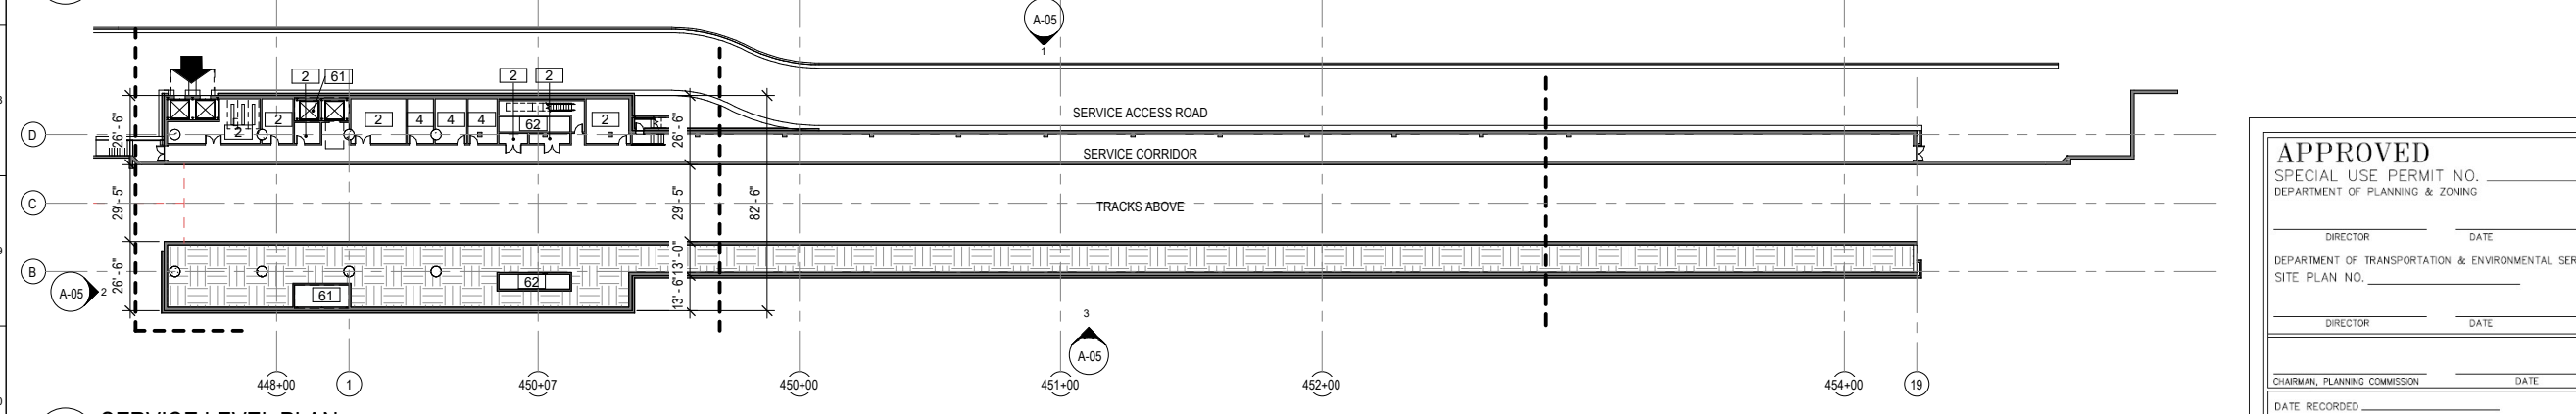 A-05
1
2 61 2 2
26' - 6" 26' - 6"
SERVICE ACCESS ROAD
D 2 2 2 4 4 4 62 2
SERVICE CORRIDOR
29' - 5" 29' - 5" 82' - 6"
C TRACKS ABOVE
B
26' - 6" 13' - 6" 13' - 0"
A-05 2
61 62
3
A-05
448+00 1 450+07 450+00 451+00 452+00 454+00 19
SERVICE LEVEL PLAN
APPROVED
SPECIAL USE PERMIT NO.
DEPARTMENT OF PLANNING & ZONING
DIRECTOR DATE
DEPARTMENT OF TRANSPORTATION & ENVIRONMENTAL SER
SITE PLAN NO.
DIRECTOR DATE
CHAIRMAN, PLANNING COMMISSION DATE
DATE RECORDED